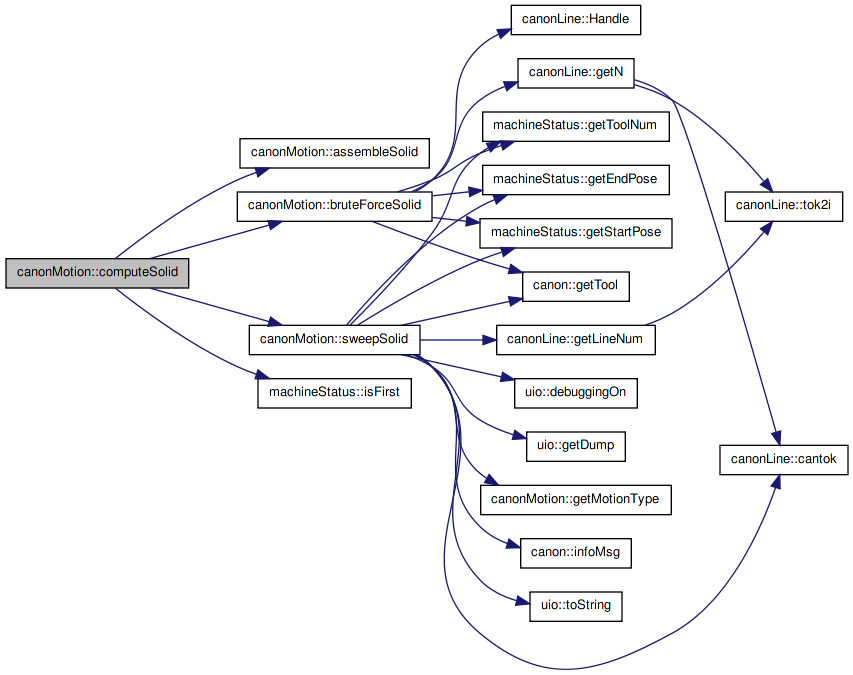 canonMotion::computeSolid
canonMotion::assembleSolid
canonMotion::bruteForceSolid
canonMotion::sweepSolid
machineStatus::isFirst
canonLine::Handle
canonLine::getN
machineStatus::getToolNum
machineStatus::getEndPose
machineStatus::getStartPose
canon::getTool
canonLine::getLineNum
uio::debuggingOn
uio::getDump
canonMotion::getMotionType
canon::infoMsg
uio::toString
canonLine::tok2i
canonLine::cantok